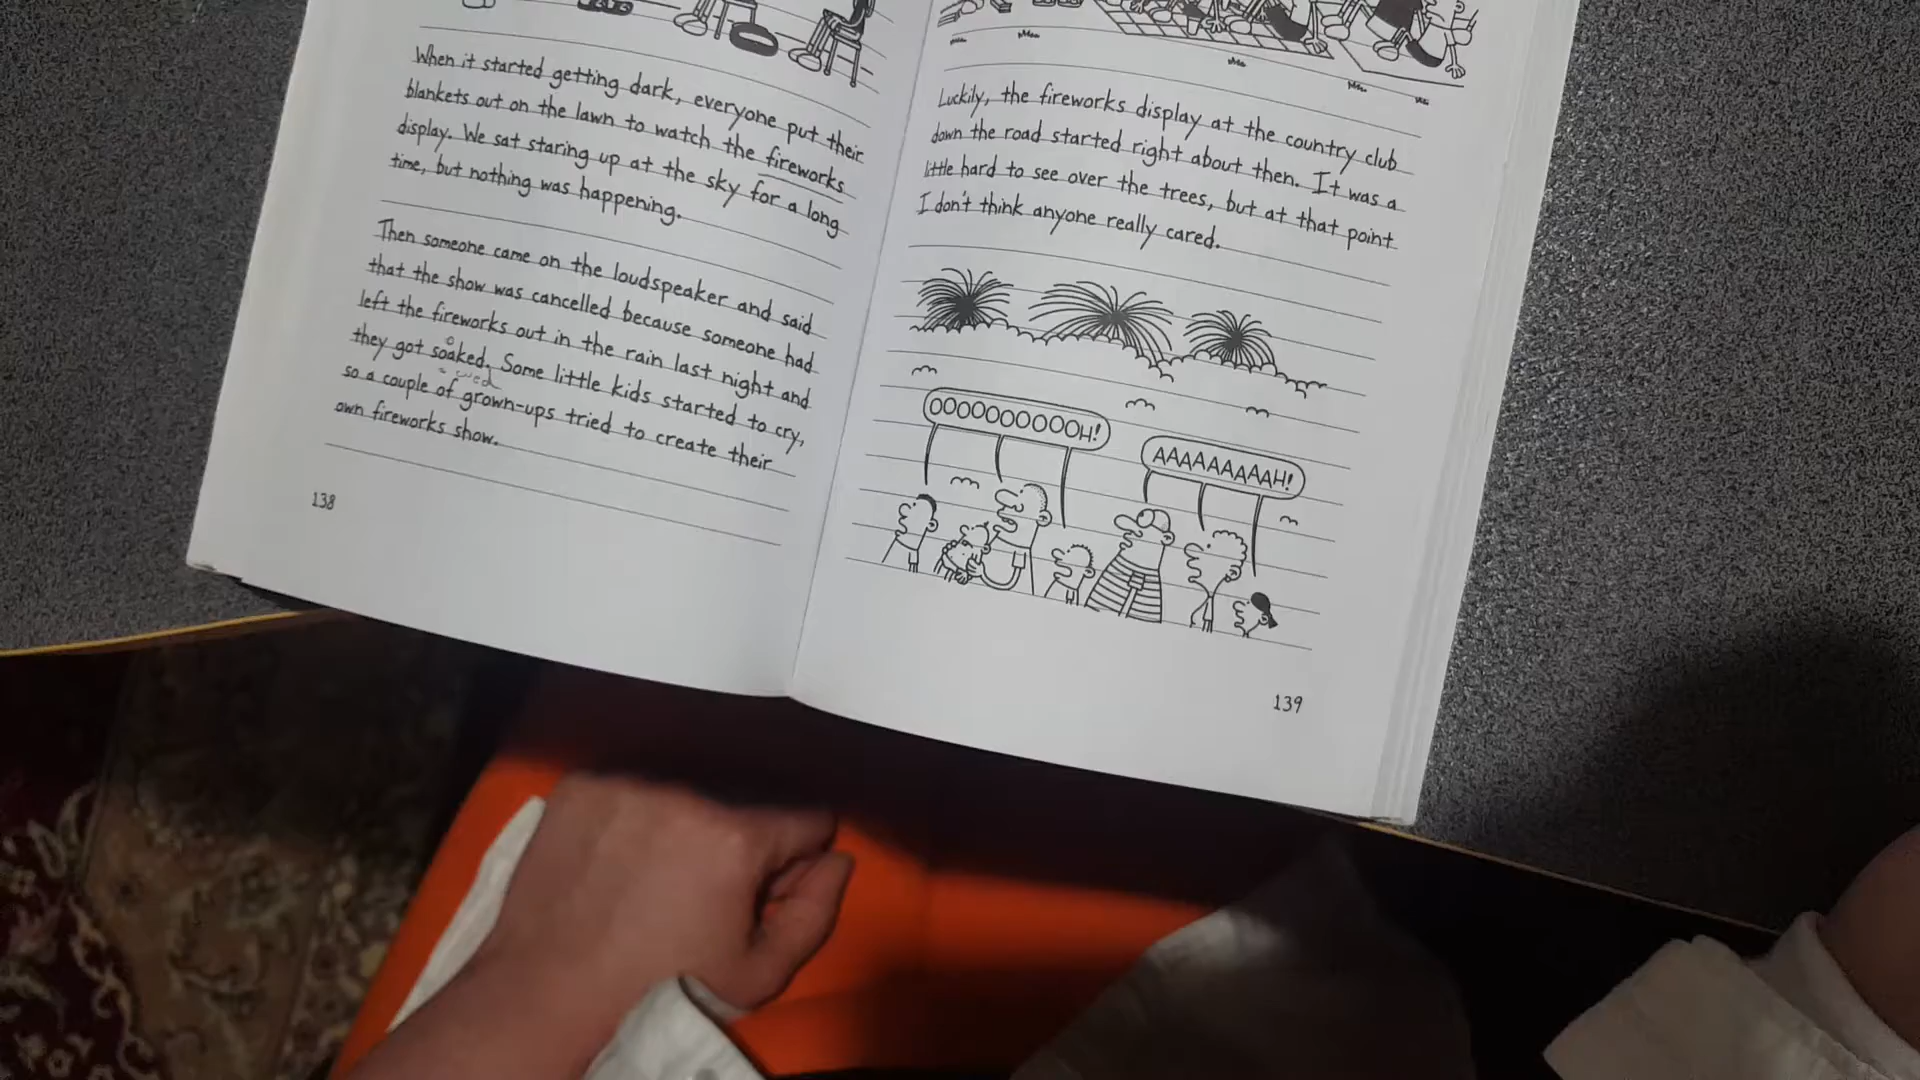 When it started getting dark, everyone put their
blankets out on the lawn to watch the fireworks
display. We sat staring up at the sky for a long
time, but nothing was happening.
Then someone came on the loudspeaker and said
that the show was cancelled because someone had
left the fireworks out in the rain last night and
they got soaked. Some little kids started to cry,
so a couple of grown-ups tried to create their
own fireworks show.
138
Luckily, the fireworks display at the country club
down the road started right about then. It was a
little hard to see over the trees, but at that point
I don't think anyone really cared.
OOOOOOOOOOH!
AAAAAAAAAH!
139